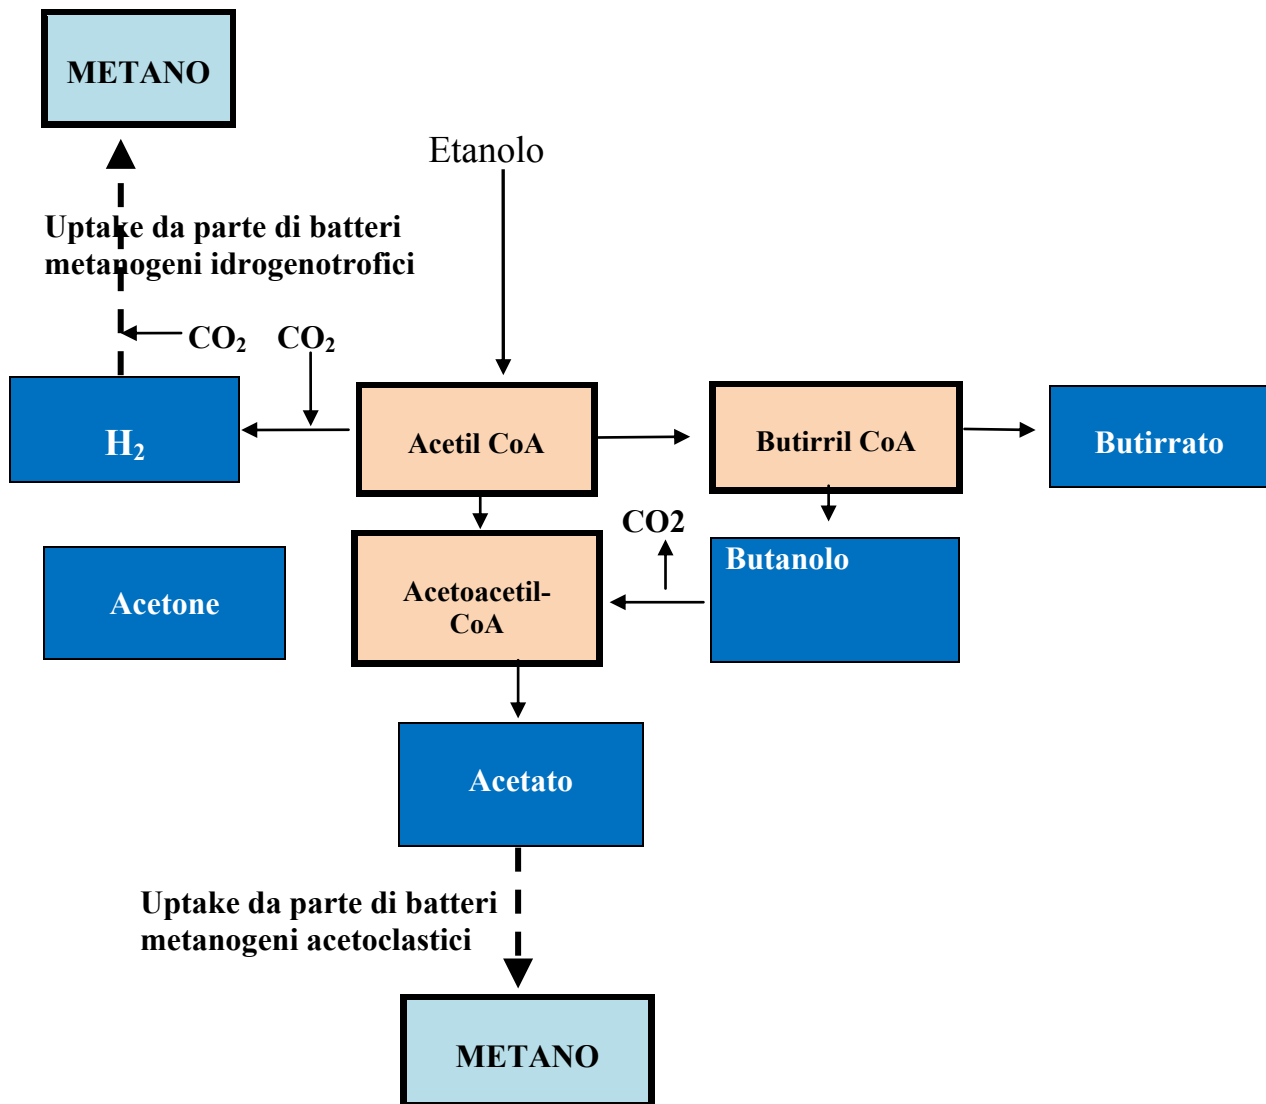 METANO
Etanolo
Uptake da parte di batteri
metanogeni idrogenotrofici
CO₂ CO₂
H₂
Acetil CoA
Butirril CoA
Butirrato
CO2
Acetone
Acetoacetil-
CoA
Butanolo
Acetato
Uptake da parte di batteri
metanogeni acetoclastici
METANO